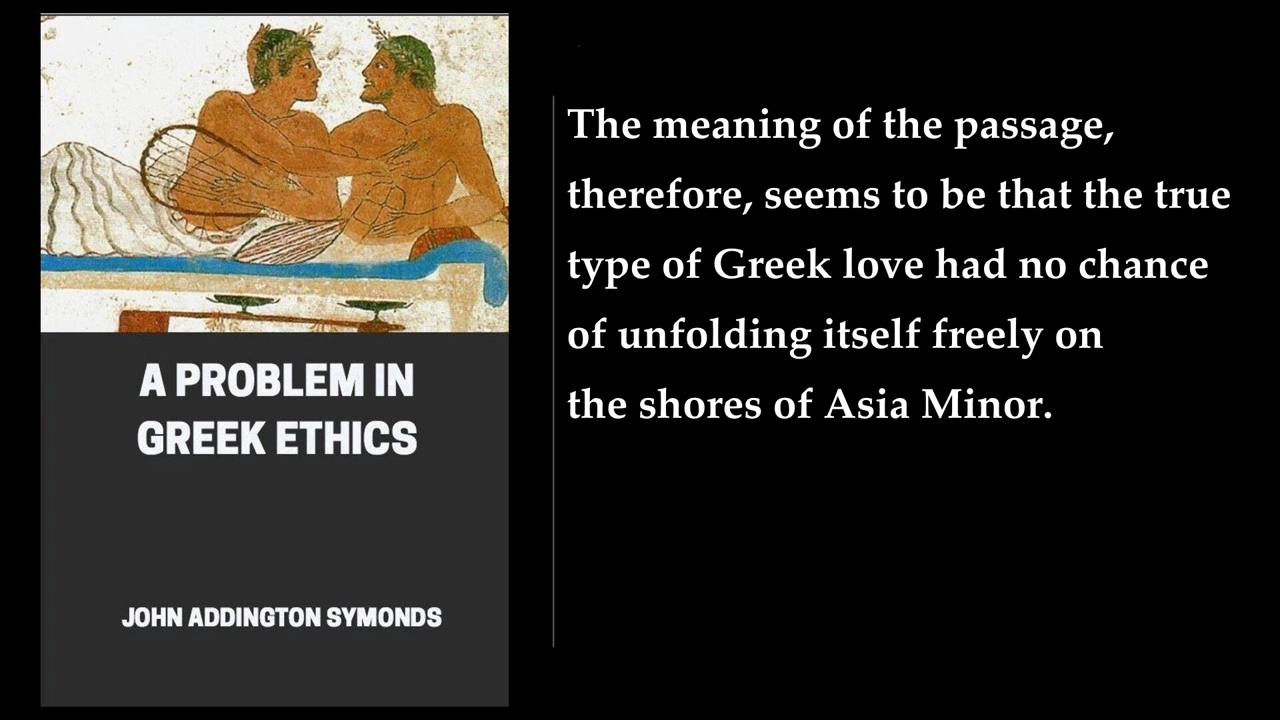 A PROBLEM IN
GREEK ETHICS
JOHN ADDINGTON SYMONDS
The meaning of the passage,
therefore, seems to be that the true
type of Greek love had no chance
of unfolding itself freely on
the shores of Asia Minor.